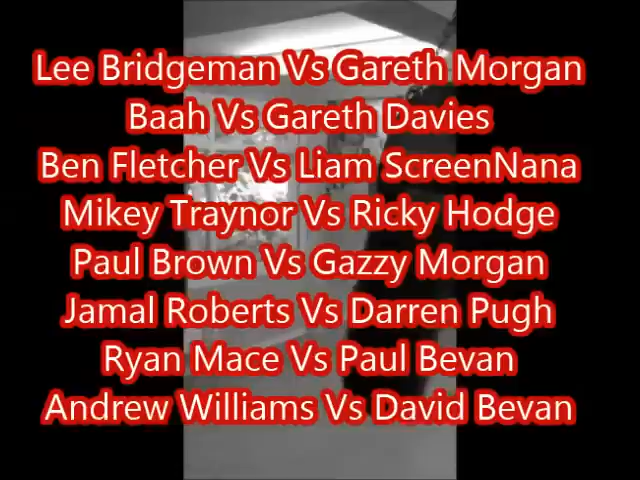 Lee Bridgeman Vs Gareth Morgan
Baah Vs Gareth Davies
Ben Fletcher Vs Liam ScreenNana
Mikey Traynor Vs Ricky Hodge
Paul Brown Vs Gazzy Morgan
Jamal Roberts Vs Darren Pugh
Ryan Mace Vs Paul Bevan
Andrew Williams Vs David Bevan